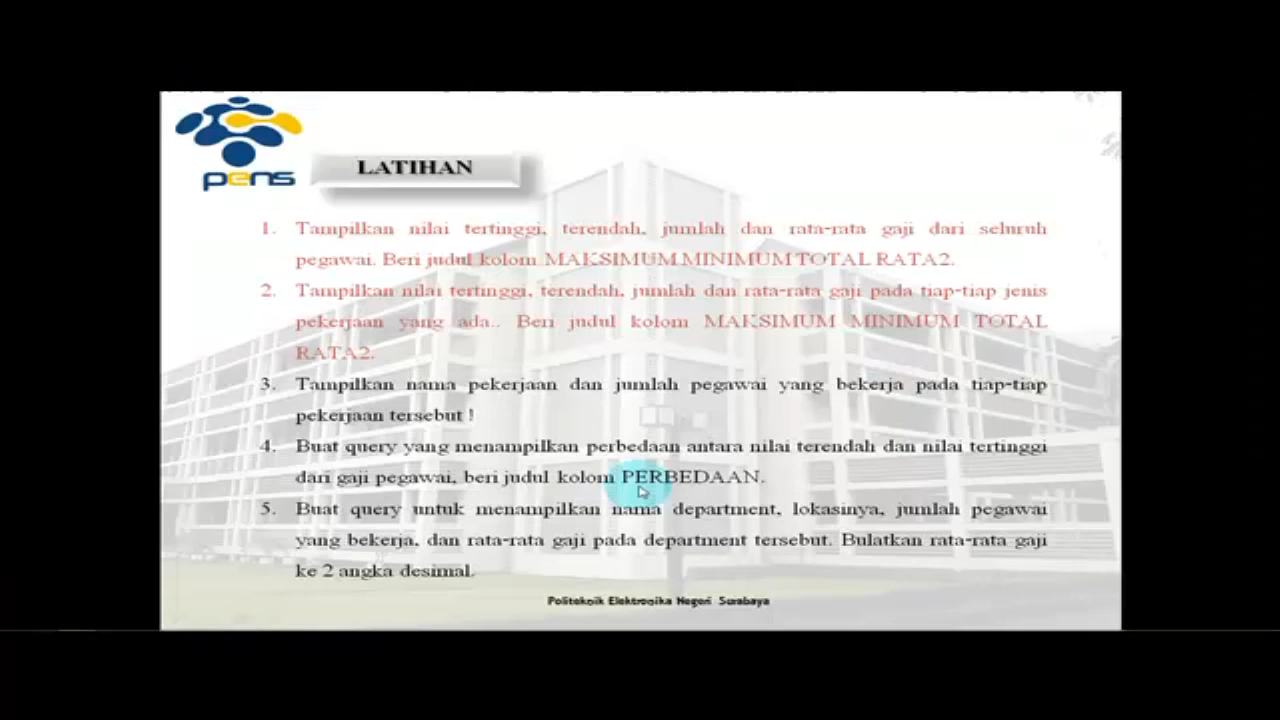 pens
LATIHAN
1. Tampilkan nilai tertinggi, terendah, jumlah dan rata-rata gaji dari seluruh
pegawai. Beri judul kolom MAKSIMUM MINIMUM TOTAL RATA2.
2. Tampilkan nilai tertinggi, terendah, jumlah dan rata-rata gaji pada tiap-tiap jenis
pekerjaan yang ada.. Beri judul kolom MAKSIMUM MINIMUM TOTAL
RATA2.
3. Tampilkan nama pekerjaan dan jumlah pegawai yang bekerja pada tiap-tiap
pekerjaan tersebut !
4. Buat query yang menampilkan perbedaan antara nilai terendah dan nilai tertinggi
dari gaji pegawai, beri judul kolom PERBEDAAN.
5. Buat query untuk menampilkan nama department, lokasinya, jumlah pegawai
yang bekerja, dan rata-rata gaji pada department tersebut. Bulatkan rata-rata gaji
ke 2 angka desimal.
Politeknik Elektronika Negeri Surabaya